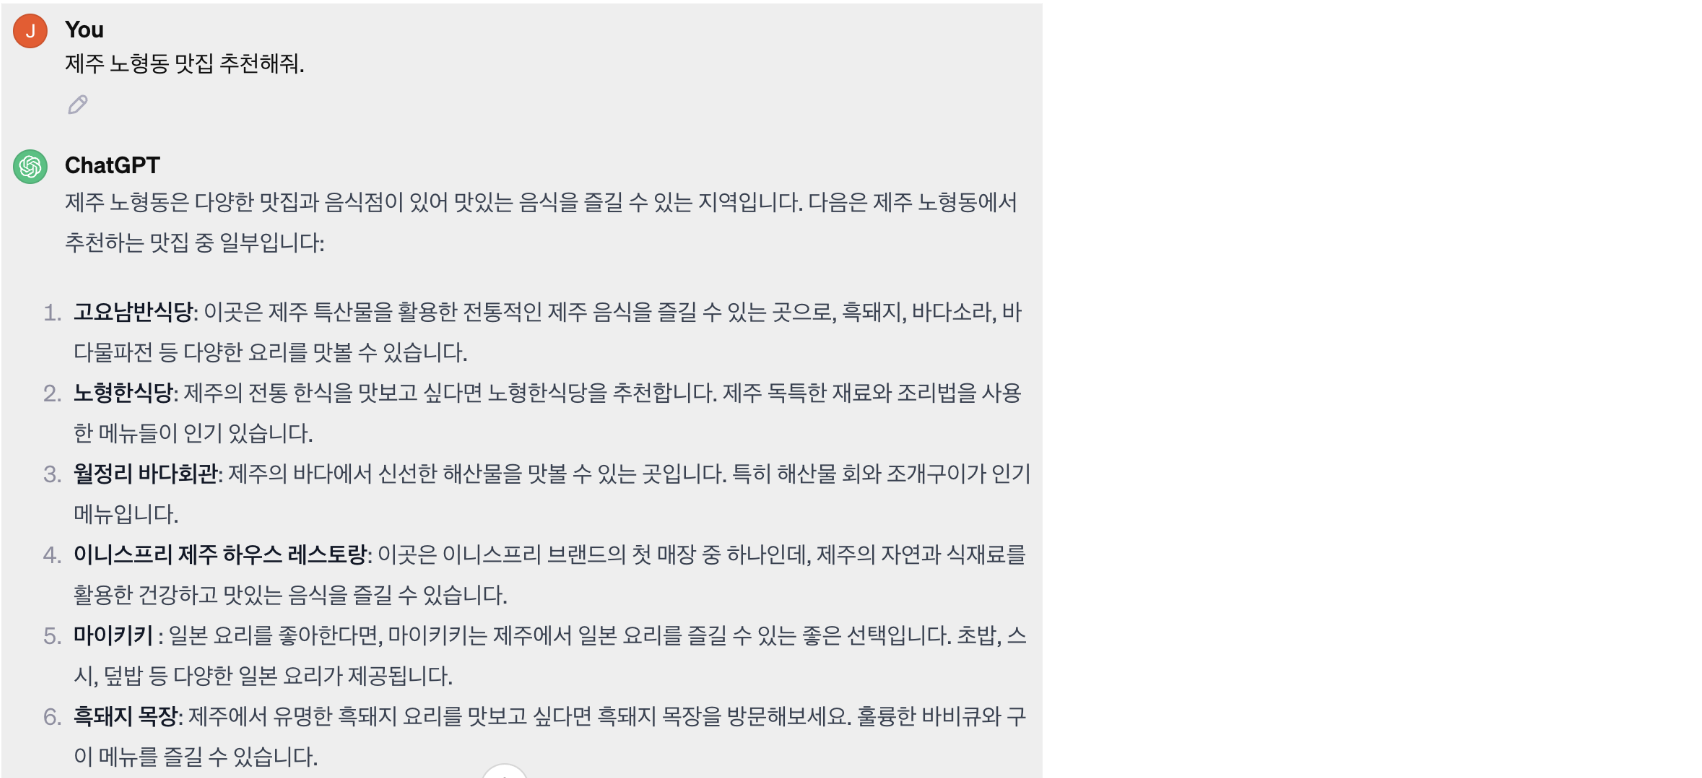 J You
제주 노형동 맛집 추천해줘.
ChatGPT
제주 노형동은 다양한 맛집과 음식점이 있어 맛있는 음식을 즐길 수 있는 지역입니다. 다음은 제주 노형동에서
추천하는 맛집 중 일부입니다:
1. 고요남반식당: 이곳은 제주 특산물을 활용한 전통적인 제주 음식을 즐길 수 있는 곳으로, 흑돼지, 바다소라, 바
다물파전 등 다양한 요리를 맛볼 수 있습니다.
2. 노형한식당: 제주의 전통 한식을 맛보고 싶다면 노형한식당을 추천합니다. 제주 독특한 재료와 조리법을 사용
한 메뉴들이 인기 있습니다.
3. 월정리 바다회관: 제주의 바다에서 신선한 해산물을 맛볼 수 있는 곳입니다. 특히 해산물 회와 조개구이가 인기
메뉴입니다.
4. 이니스프리 제주 하우스 레스토랑: 이곳은 이니스프리 브랜드의 첫 매장 중 하나인데, 제주의 자연과 식재료를
활용한 건강하고 맛있는 음식을 즐길 수 있습니다.
5. 마이키키 : 일본 요리를 좋아한다면, 마이키키는 제주에서 일본 요리를 즐길 수 있는 좋은 선택입니다. 초밥, 스
시, 덮밥 등 다양한 일본 요리가 제공됩니다.
6. 흑돼지 목장: 제주에서 유명한 흑돼지 요리를 맛보고 싶다면 흑돼지 목장을 방문해보세요. 훌륭한 바비큐와 구
이 메뉴를 즐길 수 있습니다.